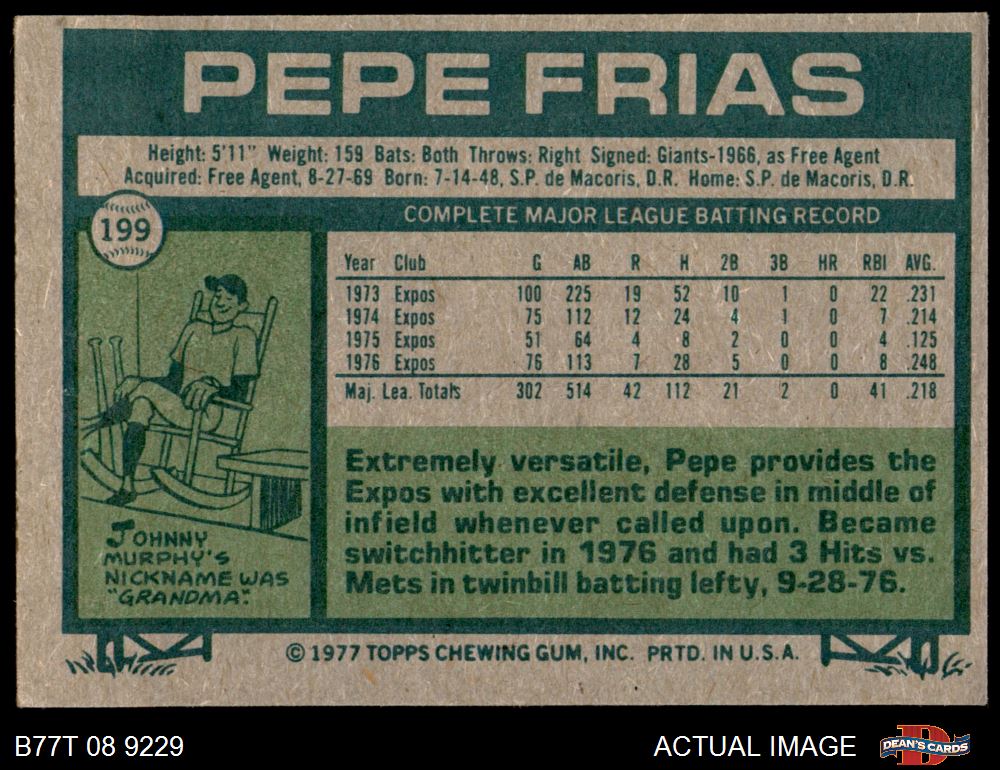 PEPE FRIAS
Height: 5'11" Weight: 159 Bats: Both Throws: Right Signed: Giants-1966, as Free Agent
Acquired: Free Agent, 8-27-69 Born: 7-14-48, S.P. de Macoris, D.R. Home: S.P. de Macoris, D.R.
199
COMPLETE MAJOR LEAGUE BATTING RECORD
Year Club G AB R H 2B 3B HR RBI AVG.
1973 Expos 100 225 19 52 10 1 0 22 .231
1974 Expos 75 112 12 24 4 1 0 7 .214
1975 Expos 51 64 4 8 2 0 0 4 .125
1976 Expos 76 113 7 28 5 0 0 8 .248
Maj. Lea. Totals 302 514 42 112 21 2 0 41 .218
JOHNNY
MURPHY'S
NICKNAME WAS
"GRANDMA".
Extremely versatile, Pepe provides the
Expos with excellent defense in middle of
infield whenever called upon. Became
switchhitter in 1976 and had 3 Hits vs.
Mets in twinbill batting lefty, 9-28-76.
© 1977 TOPPS CHEWING GUM, INC. PRTD. IN U.S.A.
B77T 08 9229
ACTUAL IMAGE
D
DEAN'S CARDS